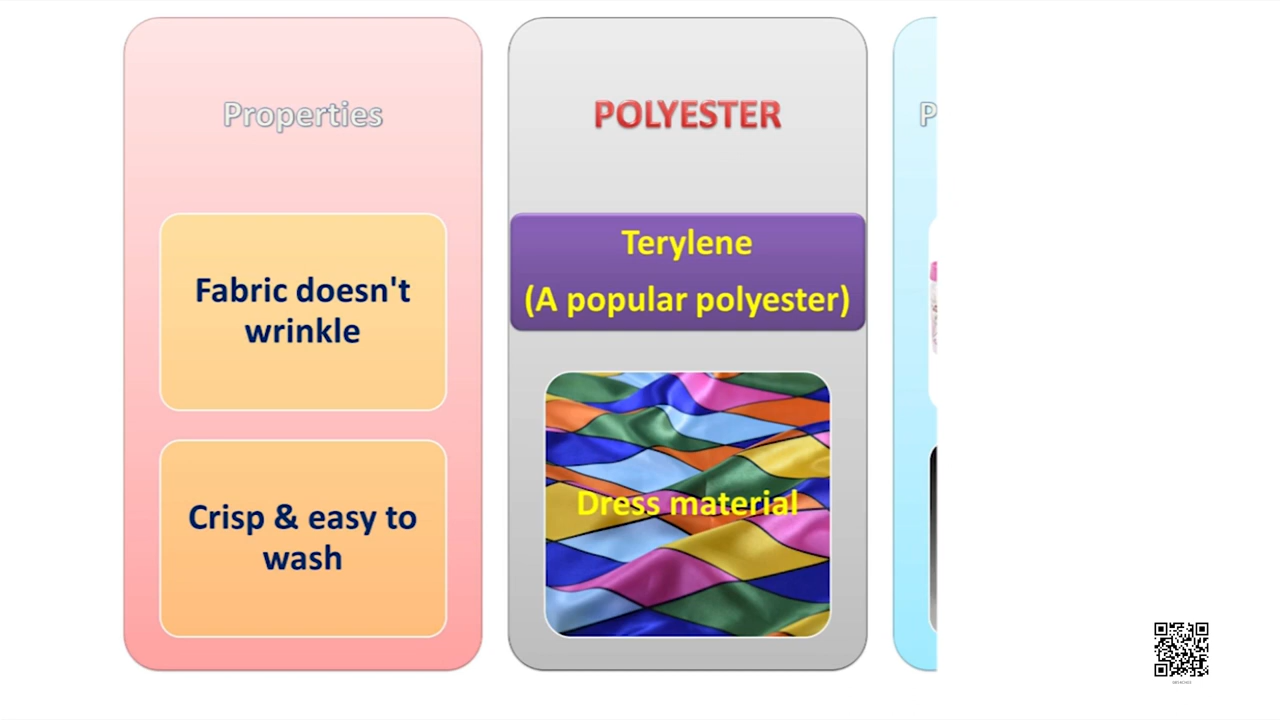 Properties
Fabric doesn't
wrinkle
Crisp & easy to
wash
POLYESTER
Terylene
(A popular polyester)
Dress material
P